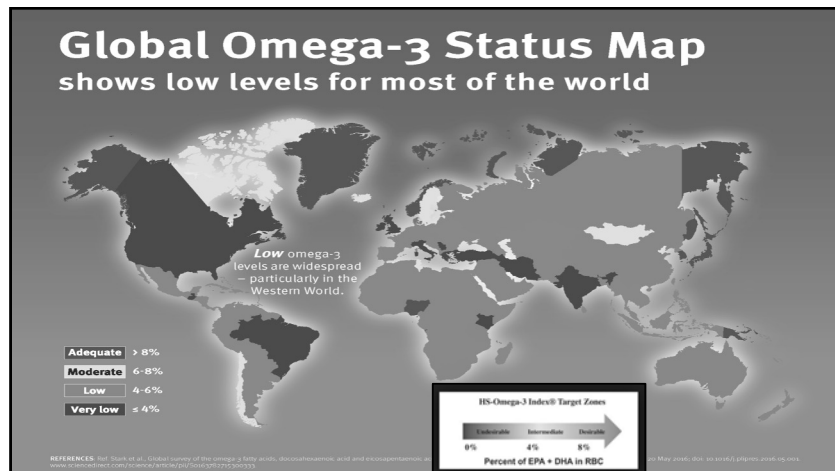 Global Omega-3 Status Map
shows low levels for most of the world
Low omega-3
levels are widespread
– particularly in the
Western World.
Adequate > 8%
Moderate 6-8%
Low 4-6%
Very low ≤ 4%
HS-Omega-3 Index® Target Zones
Undesirable Intermediate Desirable
0% 4% 8%
Percent of EPA + DHA in RBC
REFERENCES: Ref. Stark et al., Global survey of the omega-3 fatty acids, docosahexaenoic acid and eicosapentaenoic